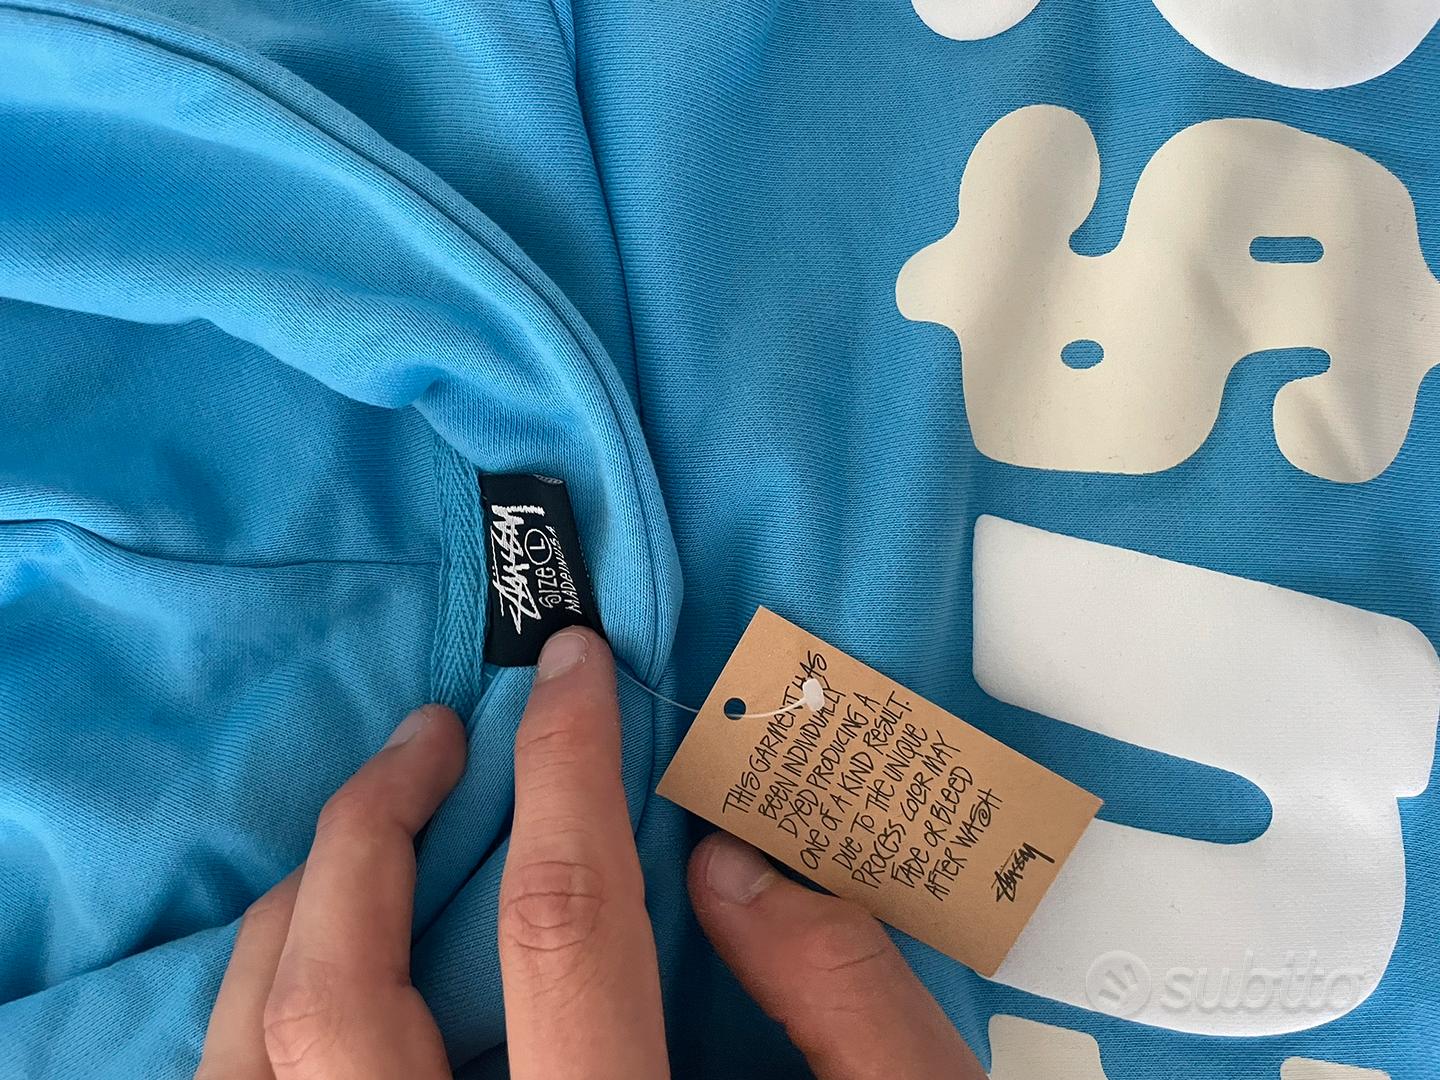 Stüssy
SIZE L
MADE IN U.S.A
THIS GARMENT HAS
BEEN INDIVIDUALLY
DYED PRODUCING A
ONE OF A KIND RESULT.
DUE TO THE UNIQUE
PROCESS, COLOR MAY
FADE OR BLEED
AFTER WASH
Stüssy
subito